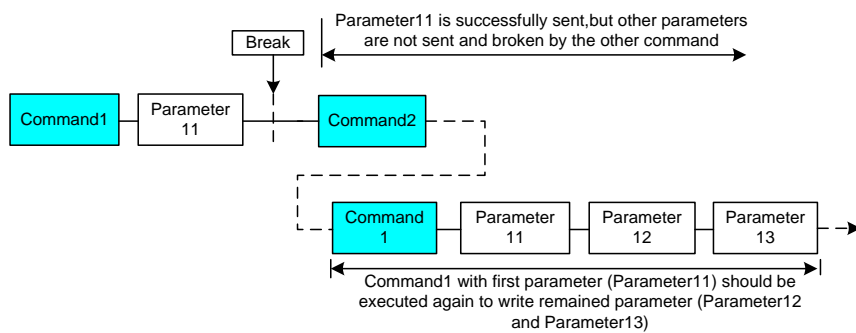 Parameter11 is successfully sent,but other parameters
are not sent and broken by the other command
Break
Command1
Parameter
11
Command2
Command
1
Parameter
11
Parameter
12
Parameter
13
Command1 with first parameter (Parameter11) should be
executed again to write remained parameter (Parameter12
and Parameter13)